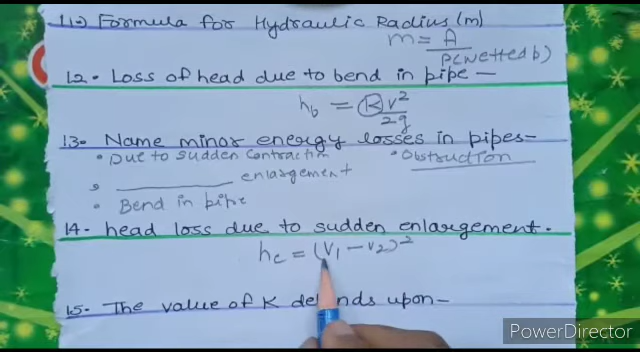 11.) Formula for Hydraulic Radius (m)
m = A
P(wetted b)
12. Loss of head due to bend in pipe —
hb = K v²
2g
13. Name minor energy losses in pipes—
• Due to sudden contraction • Obstruction
• ________ enlargement
• Bend in pipe
14. head loss due to sudden enlargement.
he = (V1 - V2)²
15. The value of K depends upon—
PowerDirector